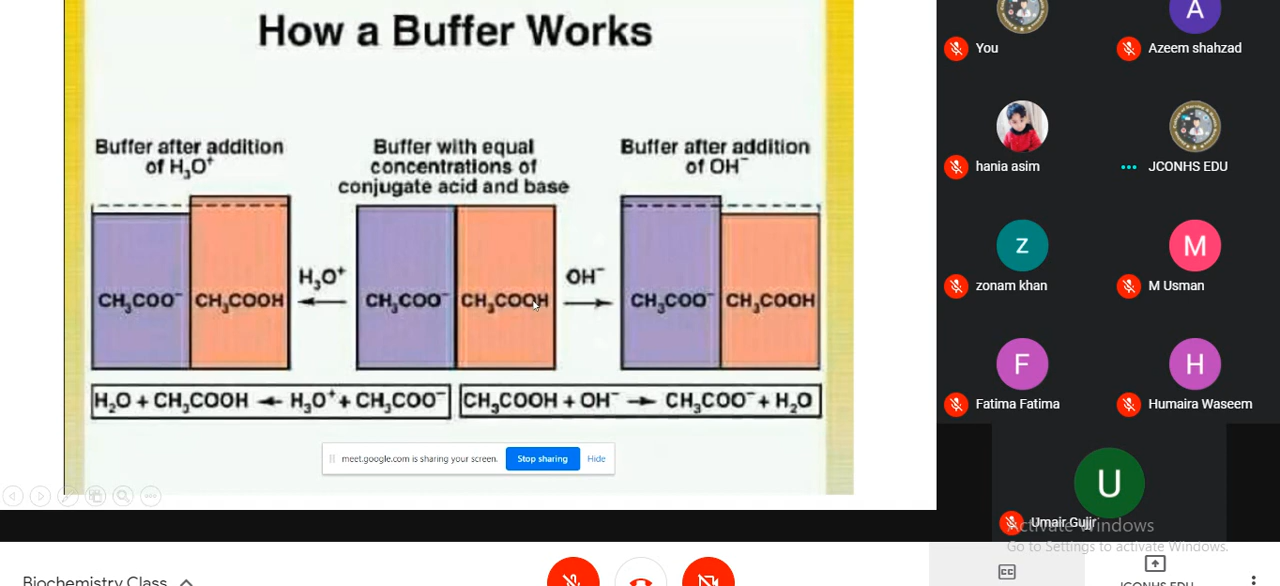 How a Buffer Works
Buffer after addition
of H₃O⁺
Buffer with equal
concentrations of
conjugate acid and base
Buffer after addition
of OH⁻
CH₃COO⁻ CH₃COOH
H₃O⁺
CH₃COO⁻ CH₃COOH
OH⁻
CH₃COO⁻ CH₃COOH
H₂O + CH₃COOH ← H₃O⁺ + CH₃COO⁻
CH₃COOH + OH⁻ → CH₃COO⁻ + H₂O
meet.google.com is sharing your screen. Stop sharing Hide
You
A
Azeem shahzad
hania asim
JCONHS EDU
z
zonam khan
M
M Usman
F
Fatima Fatima
H
Humaira Waseem
U
Umair Gujjr
Activate Windows
Go to Settings to activate Windows.
Biochemistry Class
CC
JCONHS EDU